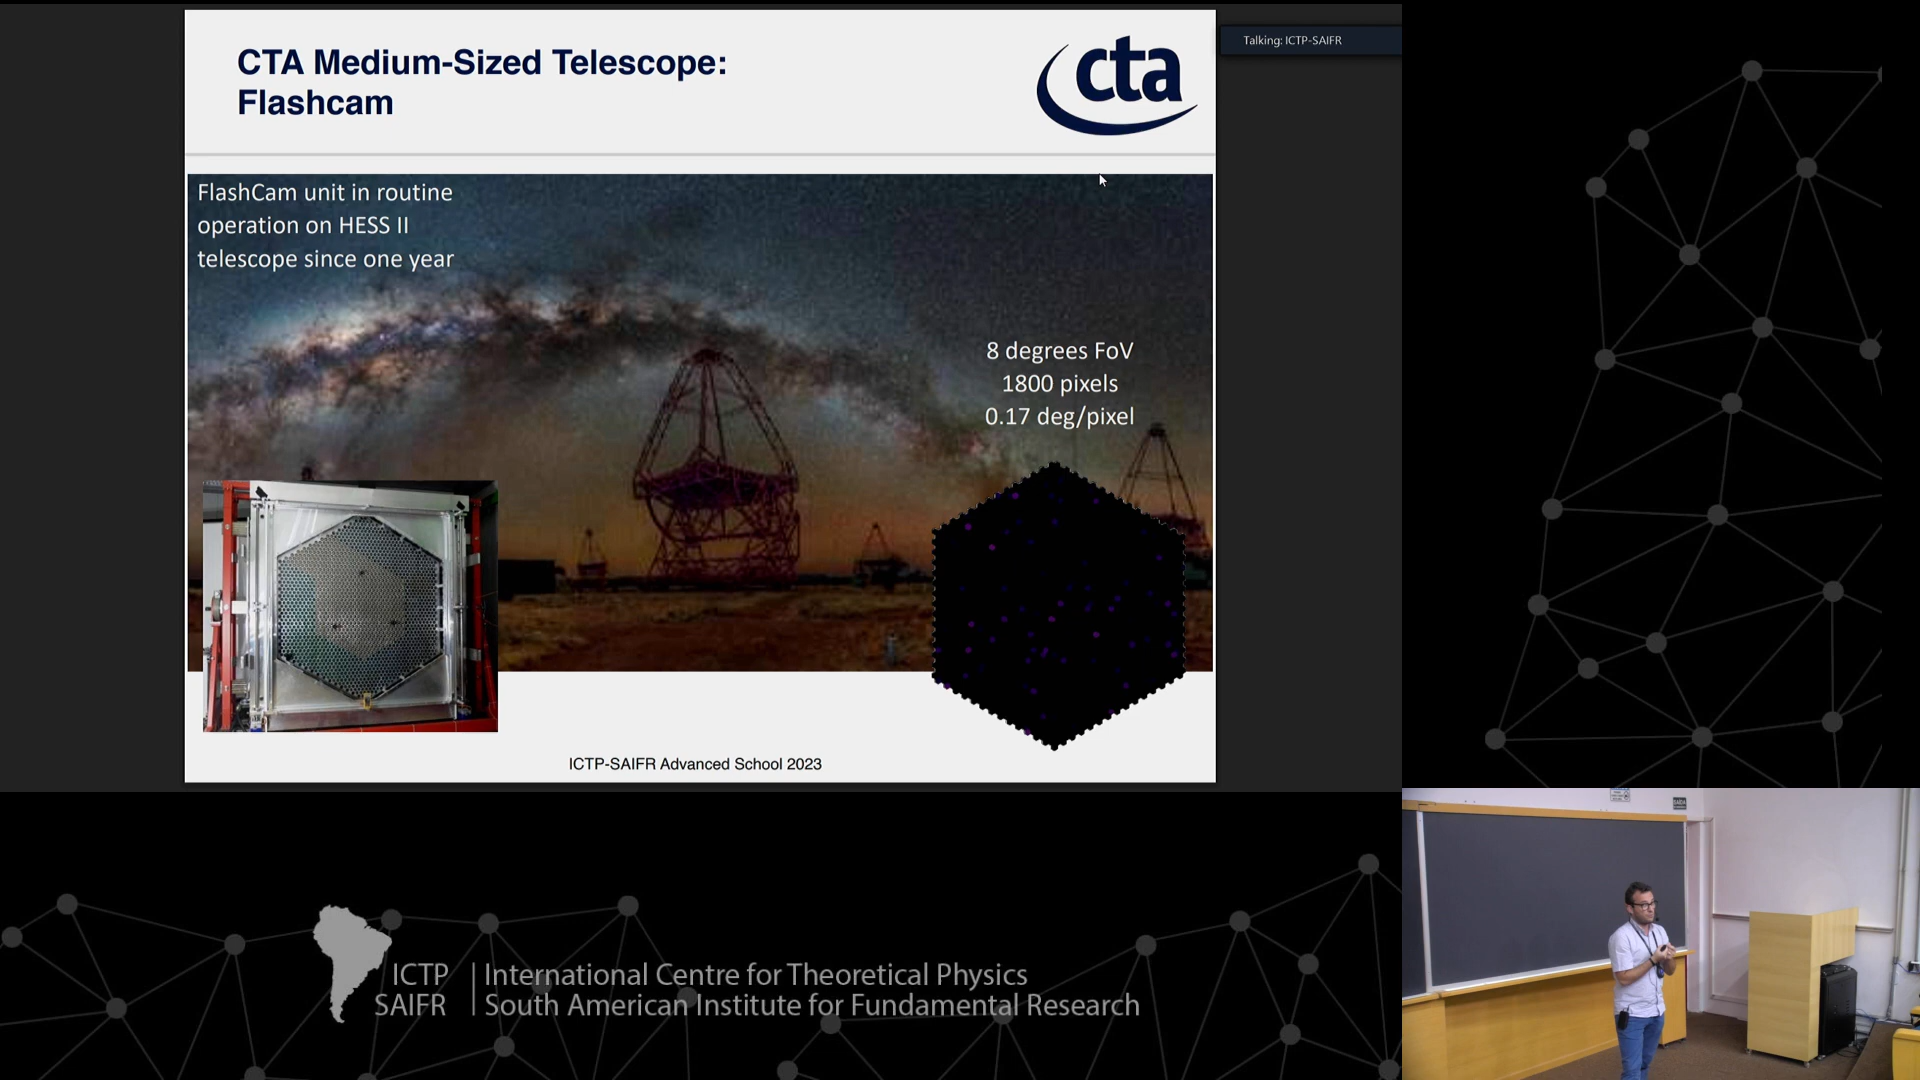 CTA Medium-Sized Telescope:
Flashcam
cta
Talking: ICTP-SAIFR
FlashCam unit in routine
operation on HESS II
telescope since one year
8 degrees FoV
1800 pixels
0.17 deg/pixel
ICTP-SAIFR Advanced School 2023
ICTP
SAIFR
International Centre for Theoretical Physics
South American Institute for Fundamental Research